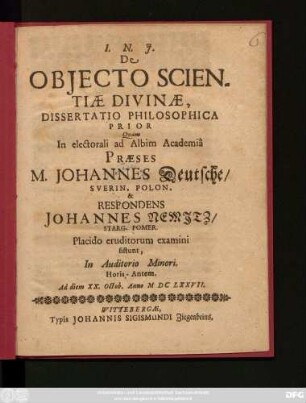 I. N. J.
De
OBJECTO SCIEN-
TIÆ DIVINÆ,
DISSERTATIO PHILOSOPHICA
PRIOR
Quam
In electorali ad Albim Academiâ
PRÆSES
M. JOHANNES Deutsche/
SVERIN. POLON.
&
RESPONDENS
JOHANNES NEMJTZ/
STARG. POMER.
Placido eruditorum examini
sistunt,
In Auditorio Minori.
Horis, Antem.
Ad diem XX. Octob. Anno M DC LXXVII.
WITTEBERGÆ,
Typis JOHANNIS SIGISMUNDI Ziegenbeins,